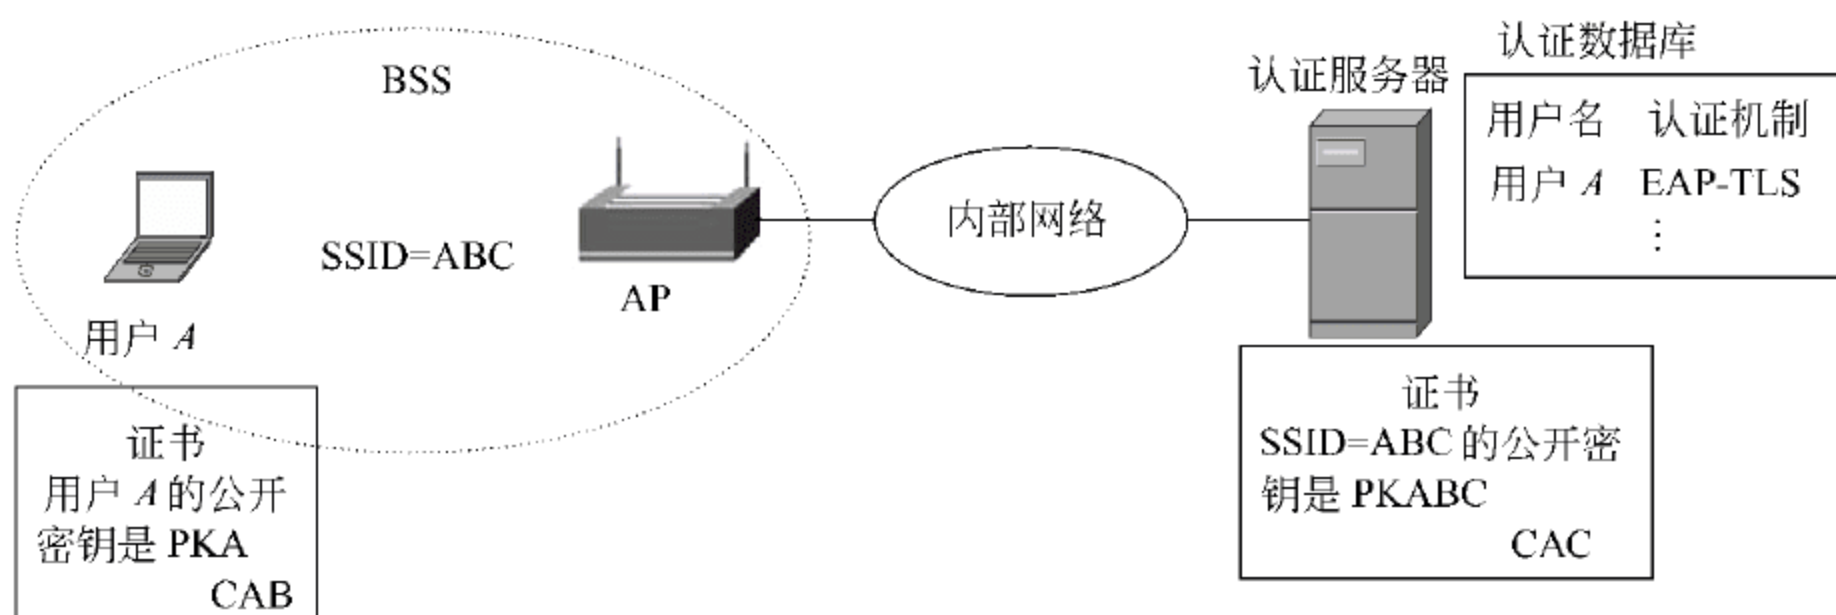 BSS
SSID=ABC
AP
用户 A
证书
用户 A 的公开
密钥是 PKA
CAB
内部网络
认证服务器
认证数据库
用户名 认证机制
用户 A EAP-TLS
⋮
证书
SSID=ABC 的公开密
钥是 PKABC
CAC